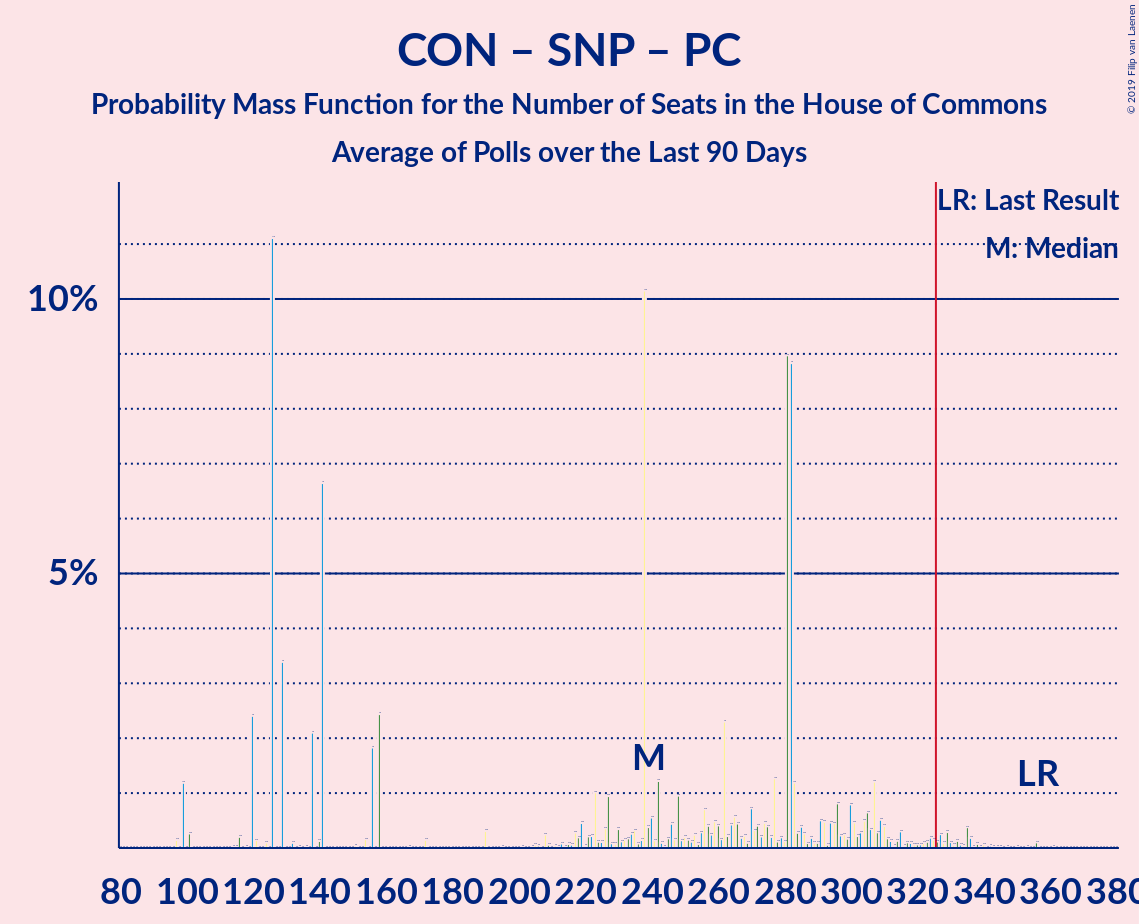 CON – SNP – PC
Probability Mass Function for the Number of Seats in the House of Commons
Average of Polls over the Last 90 Days
© 2019 Filip van Laenen
LR: Last Result
M: Median
10%
5%
M
LR
80 100 120 140 160 180 200 220 240 260 280 300 320 340 360 380